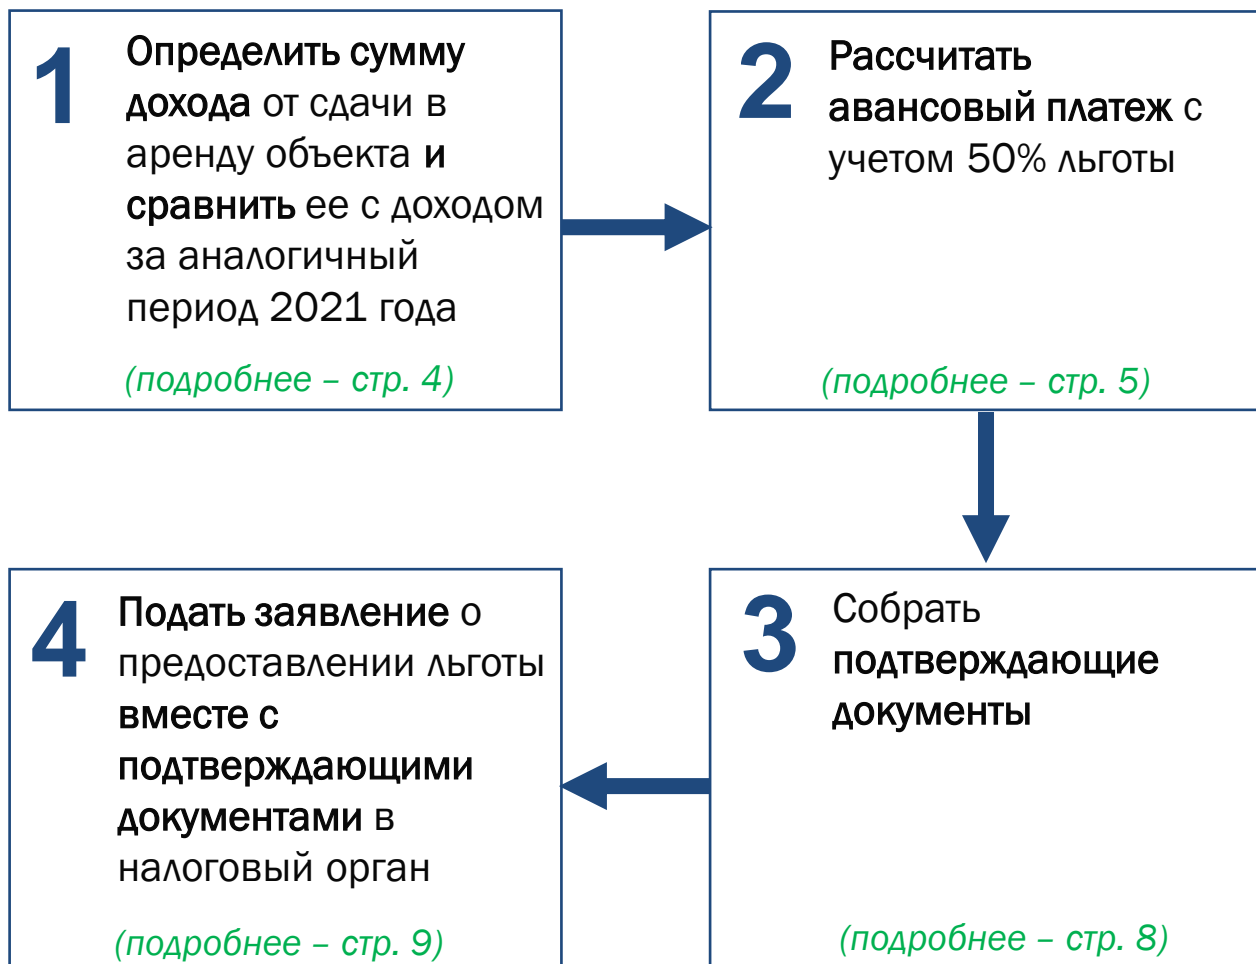 1
Определить сумму
дохода от сдачи в
аренду объекта и
сравнить ее с доходом
за аналогичный
период 2021 года
(подробнее – стр. 4)
2
Рассчитать
авансовый платеж с
учетом 50% льготы
(подробнее – стр. 5)
3
Собрать
подтверждающие
документы
(подробнее – стр. 8)
4
Подать заявление о
предоставлении льготы
вместе с
подтверждающими
документами в
налоговый орган
(подробнее – стр. 9)